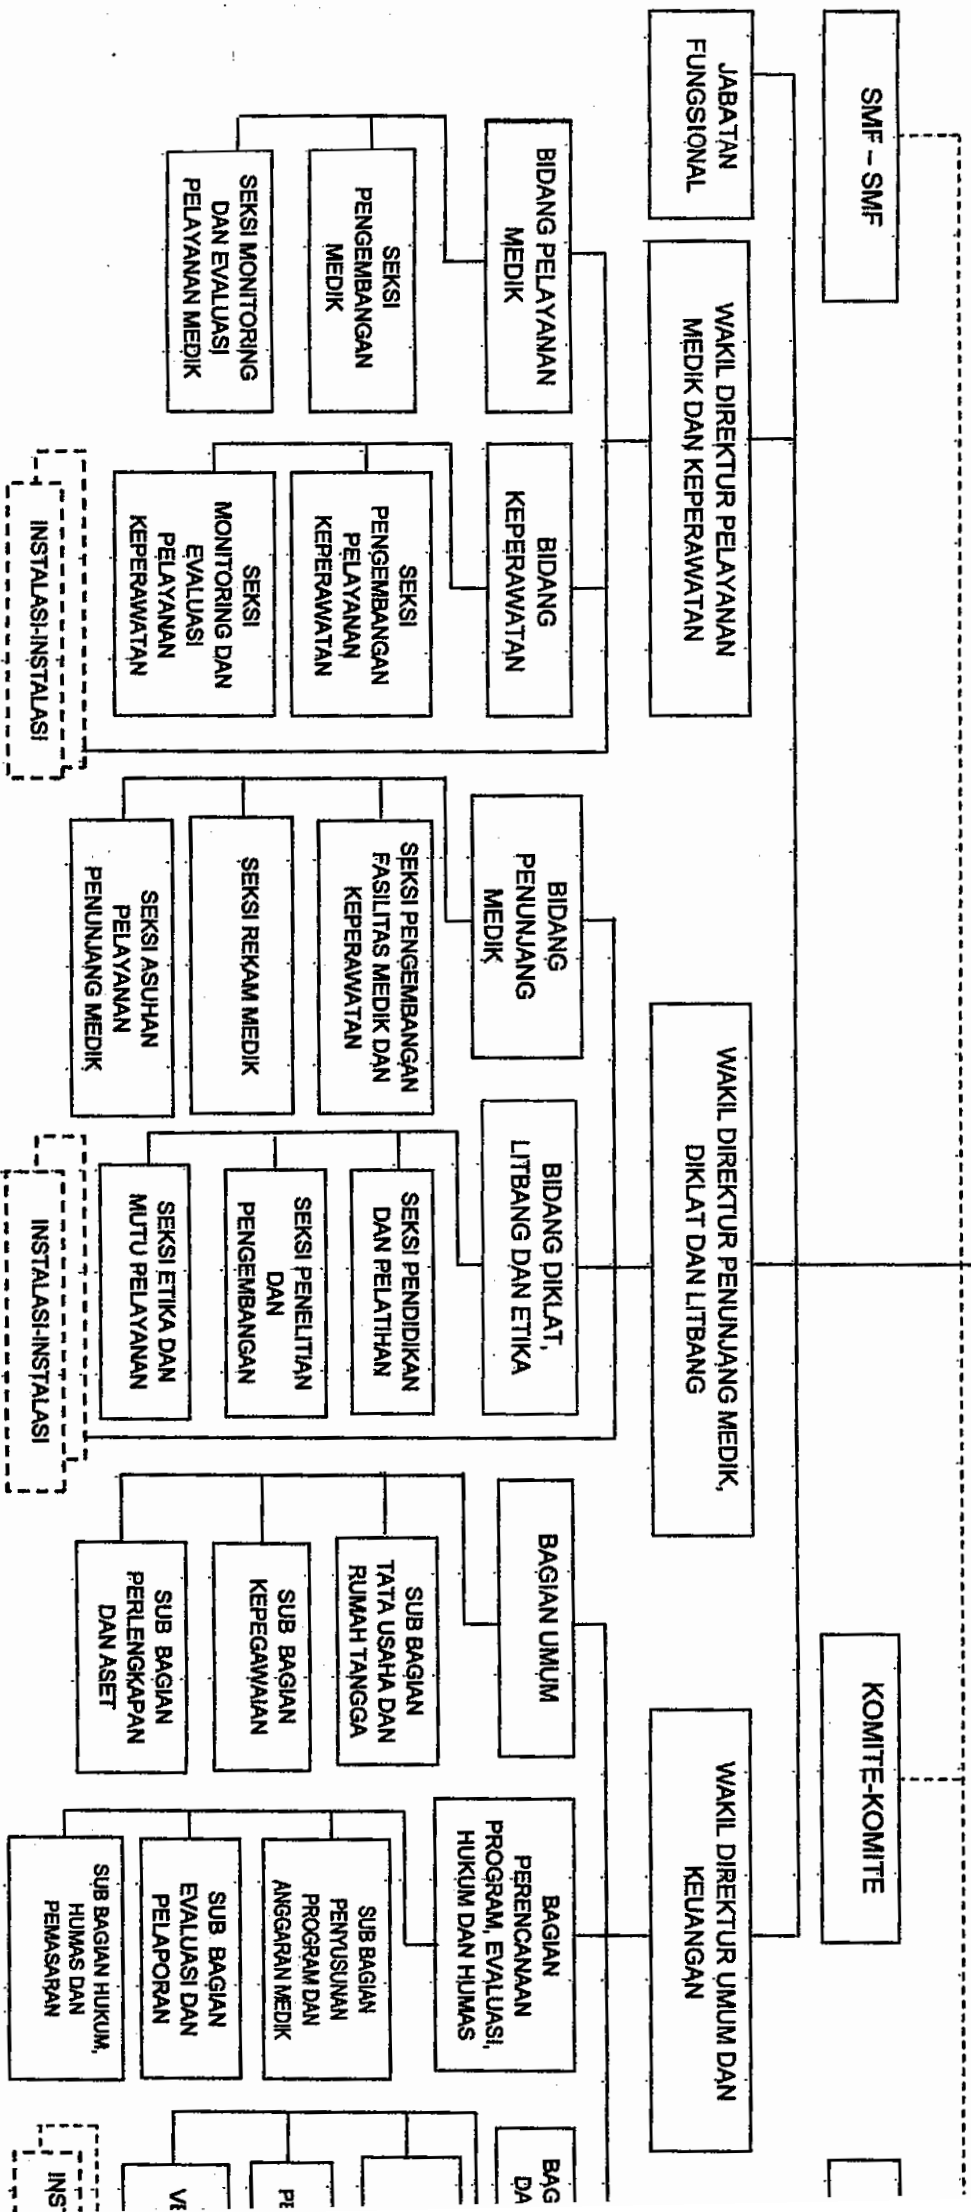 SMF – SMF
KOMITE-KOMITE
JABATAN
FUNGSIONAL
WAKIL DIREKTUR PELAYANAN
MEDIK DAN KEPERAWATAN
WAKIL DIREKTUR PENUNJANG MEDIK,
DIKLAT DAN LITBANG
WAKIL DIREKTUR UMUM DAN
KEUANGAN
BIDANG PELAYANAN
MEDIK
SEKSI
PENGEMBANGAN
MEDIK
SEKSI MONITORING
DAN EVALUASI
PELAYANAN MEDIK
BIDANG
KEPERAWATAN
SEKSI
PENGEMBANGAN
PELAYANAN
KEPERAWATAN
SEKSI
MONITORING DAN
EVALUASI
PELAYANAN
KEPERAWATAN
INSTALASI-INSTALASI
BIDANG
PENUNJANG
MEDIK
SEKSI PENGEMBANGAN
FASILITAS MEDIK DAN
KEPERAWATAN
SEKSI REKAM MEDIK
SEKSI ASUHAN
PELAYANAN
PENUNJANG MEDIK
BIDANG DIKLAT,
LITBANG DAN ETIKA
SEKSI PENDIDIKAN
DAN PELATIHAN
SEKSI PENELITIAN
DAN
PENGEMBANGAN
SEKSI ETIKA DAN
MUTU PELAYANAN
INSTALASI-INSTALASI
BAGIAN UMUM
SUB BAGIAN
TATA USAHA DAN
RUMAH TANGGA
SUB BAGIAN
KEPEGAWAIAN
SUB BAGIAN
PERLENGKAPAN
DAN ASET
BAGIAN
PERENCANAAN
PROGRAM, EVALUASI,
HUKUM DAN HUMAS
SUB BAGIAN
PENYUSUNAN
PROGRAM DAN
ANGGARAN MEDIK
SUB BAGIAN
EVALUASI DAN
PELAPORAN
SUB BAGIAN HUKUM,
HUMAS DAN
PEMASARAN
BAG
DA
PE
VE
INST